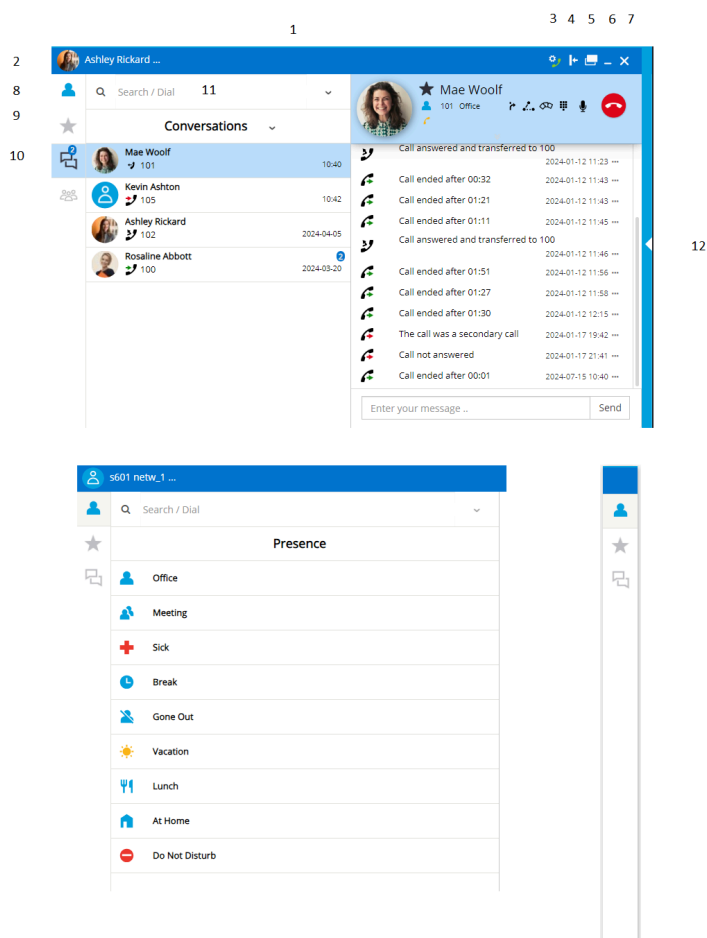 3 4 5 6 7
1
2
Ashley Rickard ...
8
Search / Dial
11
Mae Woolf
101 Office
9
Conversations
10
2
Mae Woolf
101
10:40
Kevin Ashton
105
10:42
Ashley Rickard
102
2024-04-05
Rosaline Abbott
2
100
2024-03-20
Call answered and transferred to 100
2024-01-12 11:23 ···
Call ended after 00:32
2024-01-12 11:43 ···
Call ended after 01:21
2024-01-12 11:43 ···
Call ended after 01:11
2024-01-12 11:45 ···
Call answered and transferred to 100
2024-01-12 11:46 ···
Call ended after 01:51
2024-01-12 11:56 ···
Call ended after 01:27
2024-01-12 11:58 ···
Call ended after 01:30
2024-01-12 12:15 ···
The call was a secondary call
2024-01-17 19:42 ···
Call not answered
2024-01-17 21:41 ···
Call ended after 00:01
2024-07-15 10:40 ···
12
Enter your message ..
Send
s601 netw_1 ...
Search / Dial
Presence
Office
Meeting
Sick
Break
Gone Out
Vacation
Lunch
At Home
Do Not Disturb